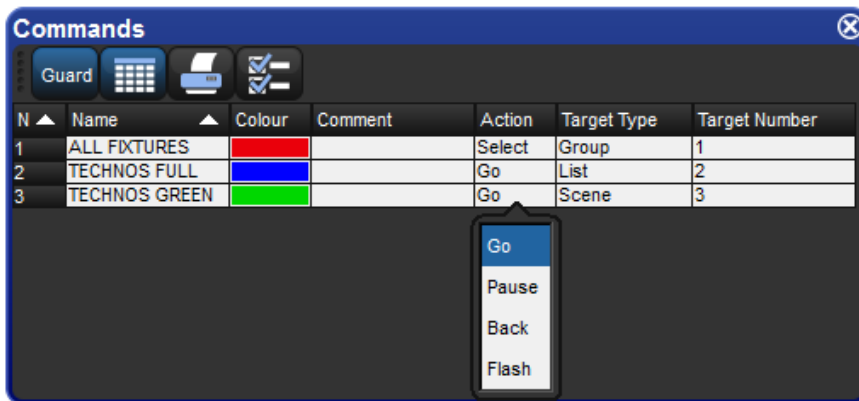 Commands
Guard
N Name Colour Comment Action Target Type Target Number
1 ALL FIXTURES Select Group 1
2 TECHNOS FULL Go List 2
3 TECHNOS GREEN Go Scene 3
Go
Pause
Back
Flash